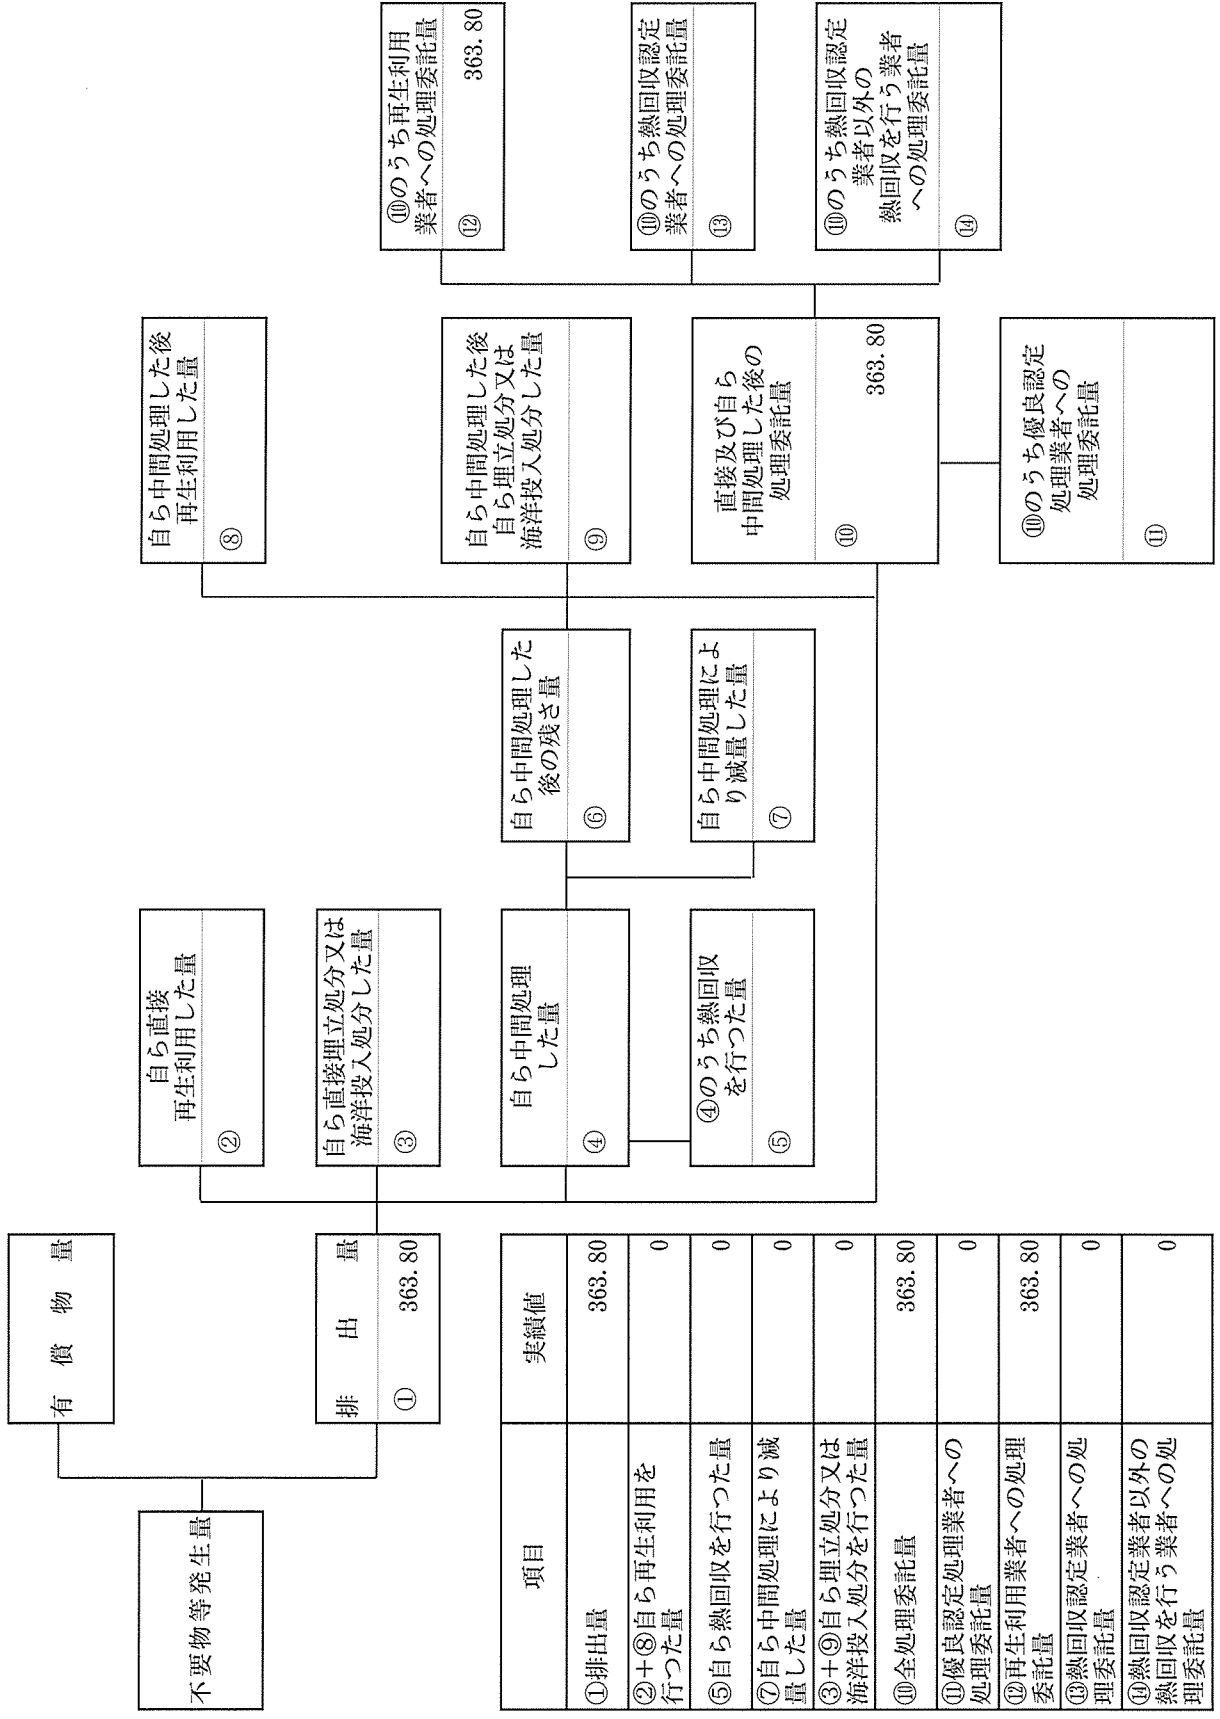 不要物等発生量
有償物量
排出量
① 363.80
自ら直接
再生利用した量
②
自ら直接埋立処分又は
海洋投入処分した量
③
自ら中間処理
した量
④
④のうち熱回収
を行つた量
⑤
自ら中間処理した
後の残さ量
⑥
自ら中間処理によ
り減量した量
⑦
自ら中間処理した後
再生利用した量
⑧
自ら中間処理した後
自ら埋立処分又は
海洋投入処分した量
⑨
直接及び自ら
中間処理した後の
処理委託量
⑩ 363.80
⑩のうち優良認定
処理業者への
処理委託量
⑪
⑩のうち再生利用
業者への処理委託量
⑫ 363.80
⑩のうち熱回収認定
業者への処理委託量
⑬
⑩のうち熱回収認定
業者以外の
熱回収を行う業者
への処理委託量
⑭
項目 実績値
①排出量 363.80
②+⑧自ら再生利用を
行つた量 0
⑤自ら熱回収を行つた量 0
⑦自ら中間処理により減
量した量 0
③+⑨自ら埋立処分又は
海洋投入処分を行つた量 0
⑩全処理委託量 363.80
⑪優良認定処理業者への
処理委託量 0
⑫再生利用業者への処理
委託量 363.80
⑬熱回収認定業者への処
理委託量 0
⑭熱回収認定業者以外の
熱回収を行う業者への処
理委託量 0